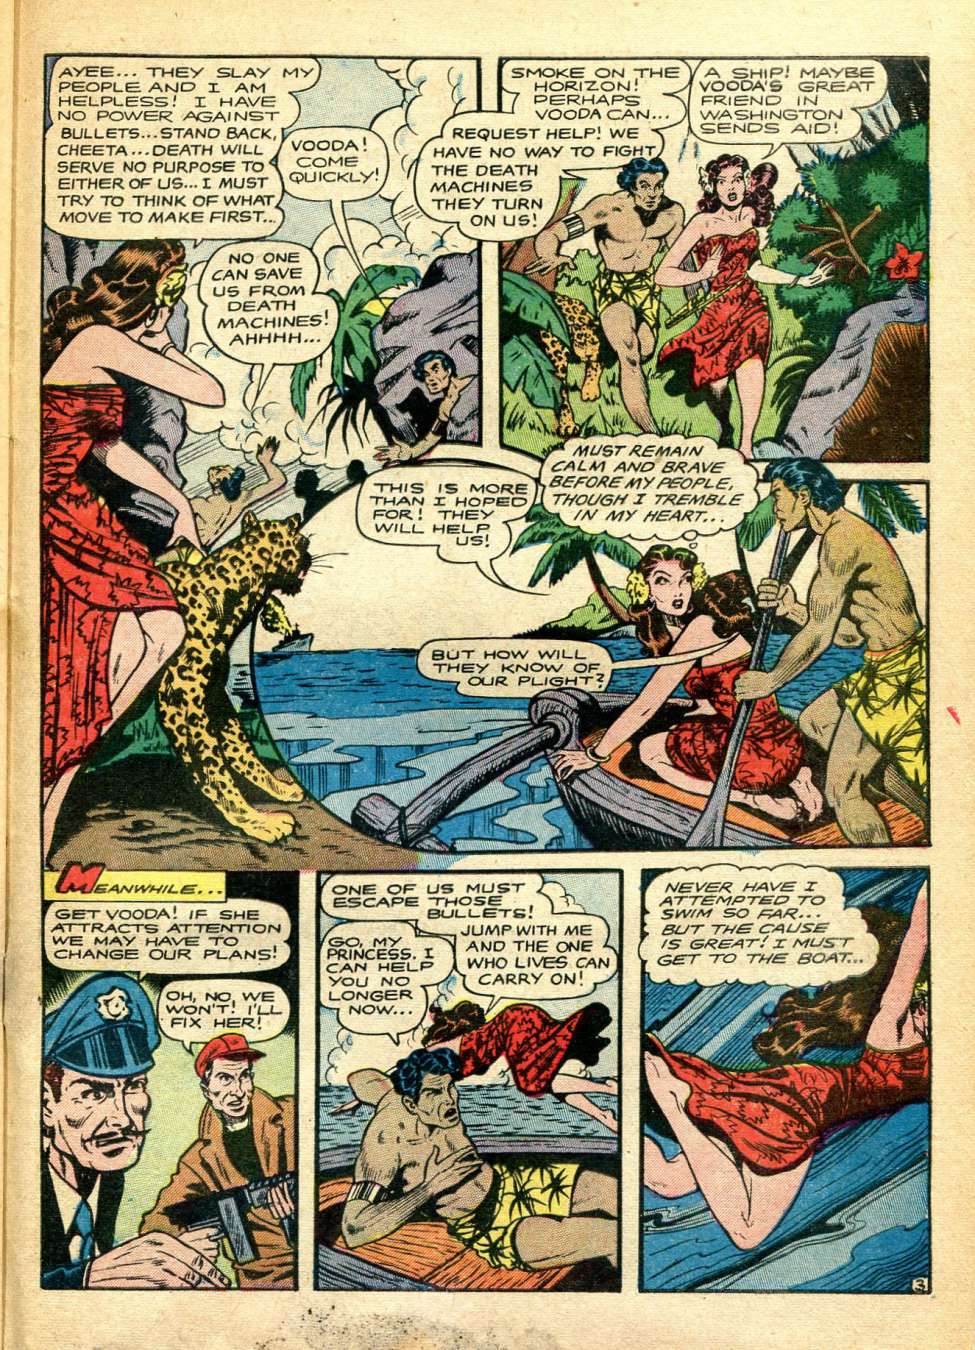 AYEE... THEY SLAY MY
PEOPLE AND I AM
HELPLESS! I HAVE
NO POWER AGAINST
BULLETS...STAND BACK,
CHEETA...DEATH WILL
SERVE NO PURPOSE TO
EITHER OF US...I MUST
TRY TO THINK OF WHAT
MOVE TO MAKE FIRST...
VOODA!
COME
QUICKLY!
NO ONE
CAN SAVE
US FROM
DEATH
MACHINES!
AHHHH...
SMOKE ON THE
HORIZON!
PERHAPS
VOODA CAN...
REQUEST HELP! WE
HAVE NO WAY TO FIGHT
THE DEATH
MACHINES
THEY TURN
ON US!
A SHIP! MAYBE
VOODA'S GREAT
FRIEND IN
WASHINGTON
SENDS AID!
THIS IS MORE
THAN I HOPED
FOR! THEY
WILL HELP
US!
MUST REMAIN
CALM AND BRAVE
BEFORE MY PEOPLE,
THOUGH I TREMBLE
IN MY HEART...
BUT HOW WILL
THEY KNOW OF
OUR PLIGHT?
MEANWHILE...
GET VOODA! IF SHE
ATTRACTS ATTENTION
WE MAY HAVE TO
CHANGE OUR PLANS!
OH, NO, WE
WON'T! I'LL
FIX HER!
ONE OF US MUST
ESCAPE THOSE
BULLETS!
JUMP WITH ME
AND THE ONE
WHO LIVES CAN
CARRY ON!
GO, MY
PRINCESS. I
CAN HELP
YOU NO
LONGER
NOW...
NEVER HAVE I
ATTEMPTED TO
SWIM SO FAR...
BUT THE CAUSE
IS GREAT! I MUST
GET TO THE BOAT...
3